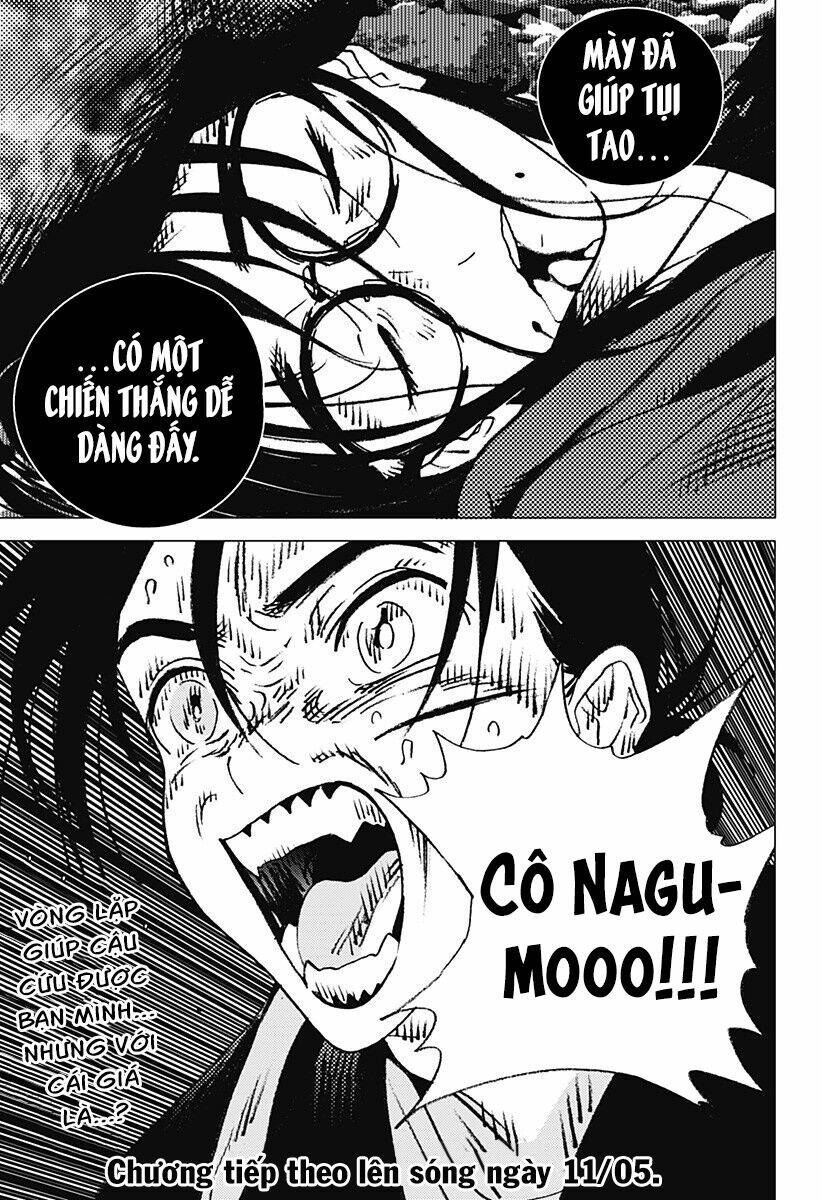 MÀY ĐÃ
GIÚP TỤI
TAO...
...CÓ MỘT
CHIẾN THẮNG DỄ
DÀNG ĐẤY.
CÔ NAGU-
MOOO!!!
VÒNG LẶP
GIÚP CẬU
CỨU ĐƯỢC
BẠN MÌNH...
NHƯNG VỚI
CÁI GIÁ
LÀ...?
Chương tiếp theo lên sóng ngày 11/05.